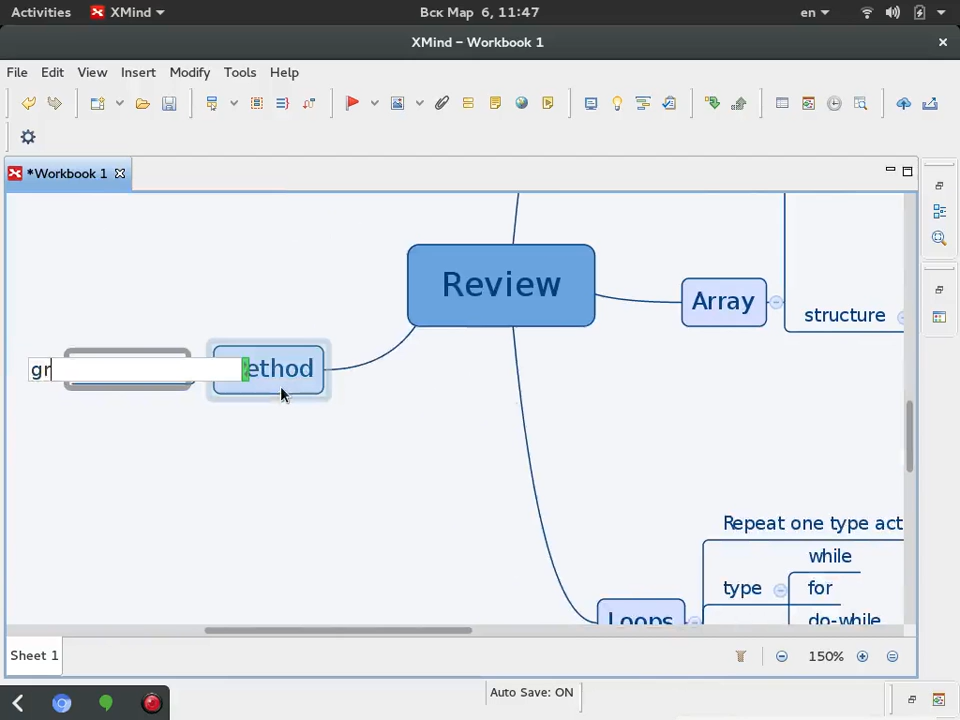 Activities XMind Вск Мар 6, 11:47 en
XMind – Workbook 1
File Edit View Insert Modify Tools Help
*Workbook 1
Review
Array
structure
gr
ethod
Repeat one type act
while
type
for
do-while
Loops
Sheet 1
150%
Auto Save: ON